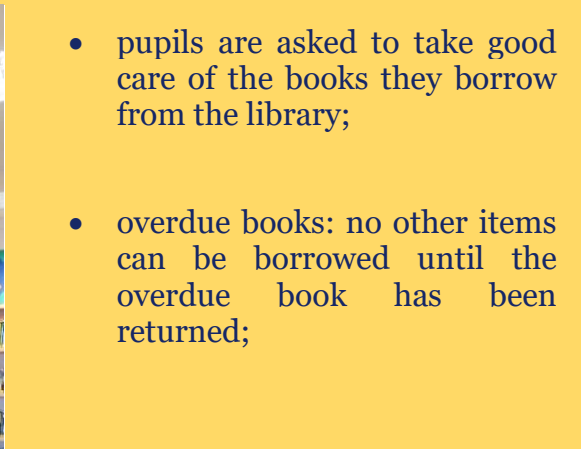 • pupils are asked to take good
care of the books they borrow
from the library;
• overdue books: no other items
can be borrowed until the
overdue book has been
returned;